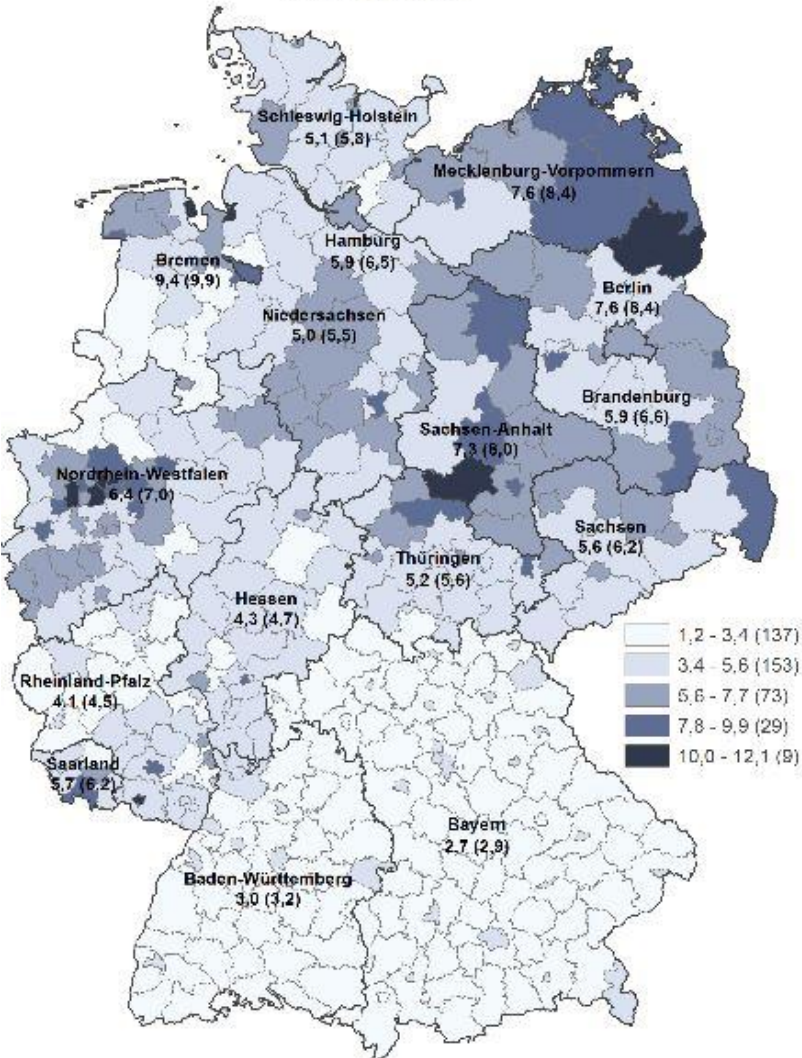 Schleswig-Holstein
5,1 (5,8)
Mecklenburg-Vorpommern
7,6 (8,4)
Hamburg
5,9 (6,5)
Bremen
9,4 (9,9)
Berlin
7,6 (8,4)
Niedersachsen
5,0 (5,5)
Brandenburg
5,9 (6,6)
Sachsen-Anhalt
7,3 (8,0)
Nordrhein-Westfalen
6,4 (7,0)
Sachsen
5,6 (6,2)
Thüringen
5,2 (5,6)
Hessen
4,3 (4,7)
Rheinland-Pfalz
4,1 (4,5)
Saarland
5,7 (6,2)
Bayern
2,7 (2,9)
Baden-Württemberg
3,0 (3,2)
1,2 - 3,4 (137)
3,4 - 5,6 (153)
5,6 - 7,7 (73)
7,8 - 9,9 (29)
10,0 - 12,1 (9)